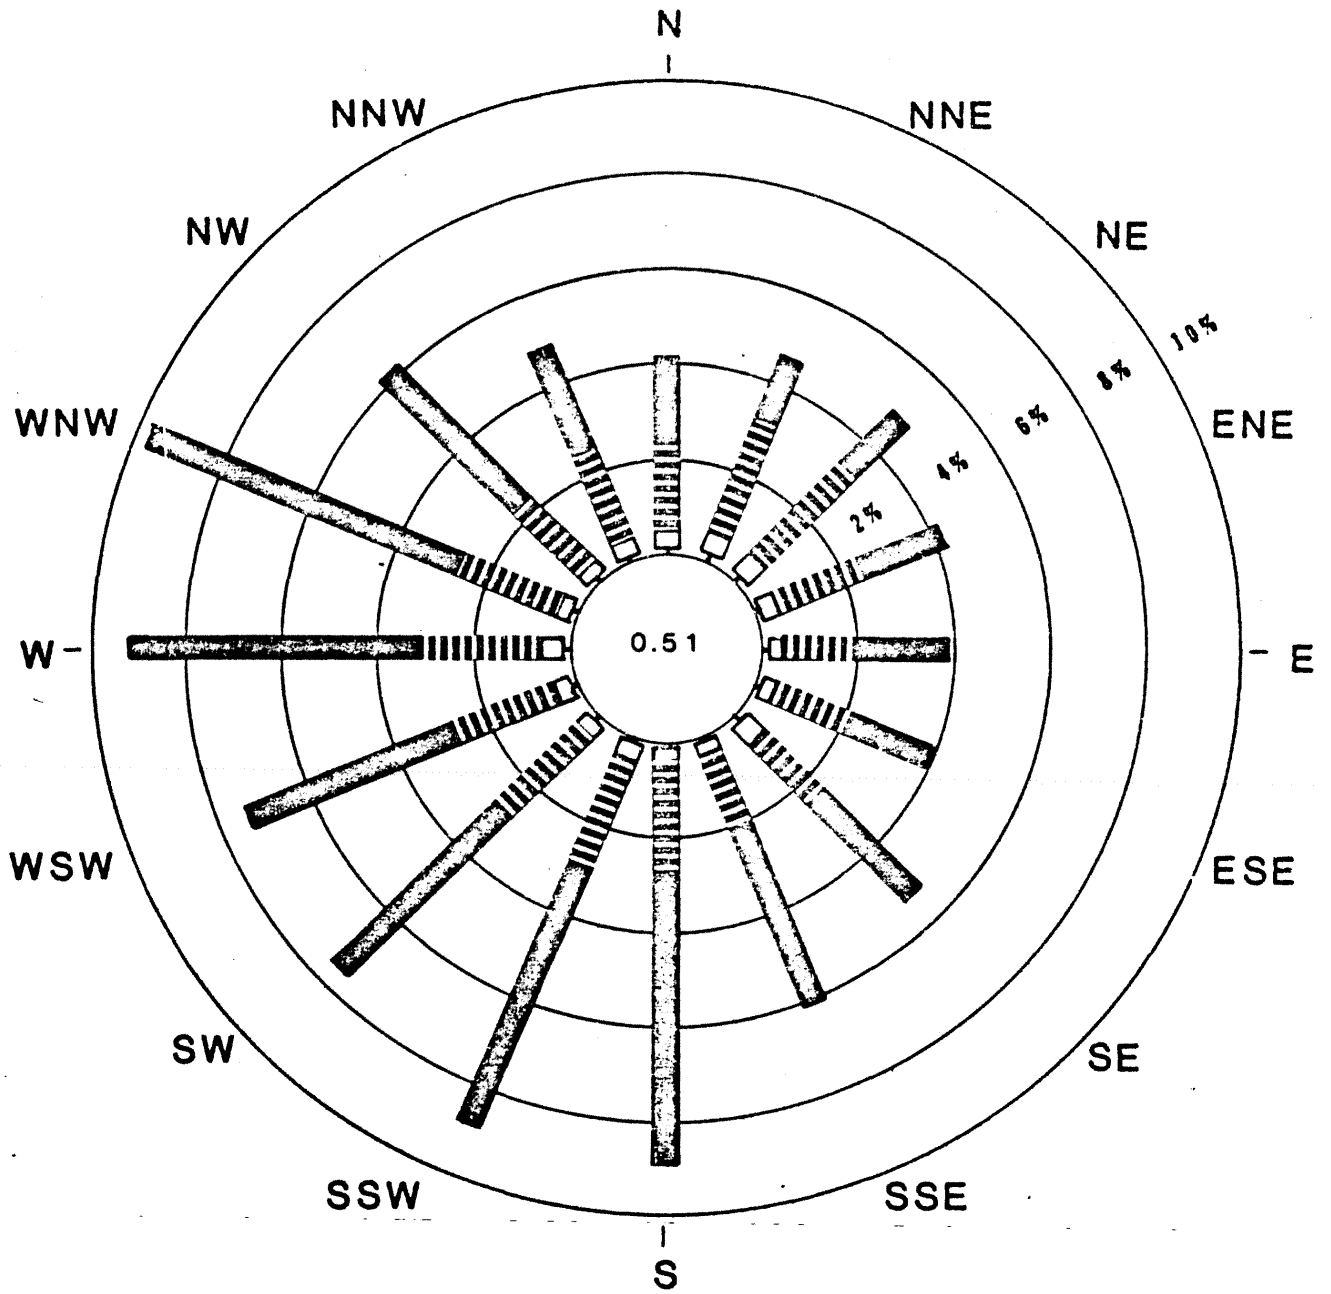 N
NNW NNE
NW NE
10%
8%
6%
WNW ENE
4%
2%
W 0.51 E
WSW ESE
SW SE
SSW SSE
S